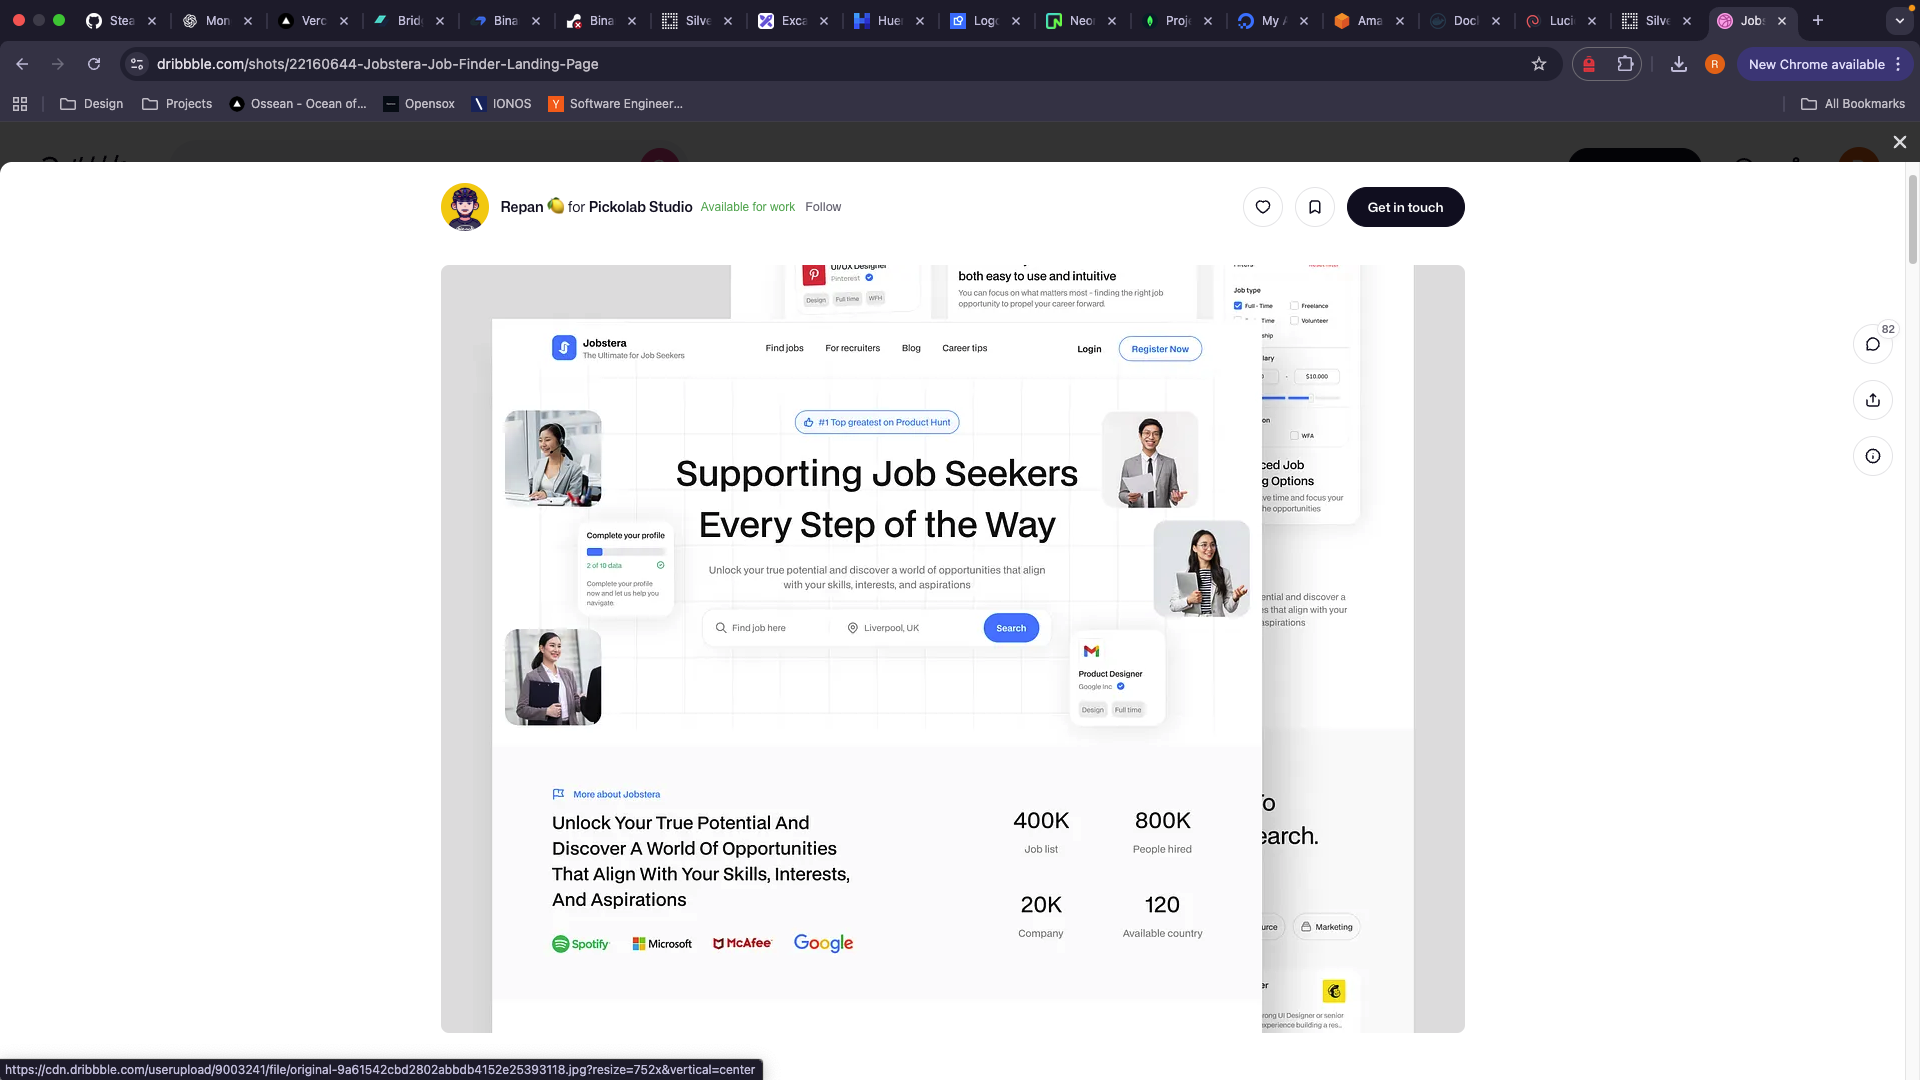 Stea
Mon
Verc
Bridg
Bina
Bina
Silve
Exca
Huer
Logo
Neon
Proje
My A
Ama
Dock
Lucid
Silve
Jobs
dribbble.com/shots/22160644-Jobstera-Job-Finder-Landing-Page
R
New Chrome available
Design
Projects
Ossean - Ocean of...
Opensox
IONOS
Software Engineer...
All Bookmarks
Repan 🍋 for Pickolab Studio Available for work Follow
Get in touch
82
UI/UX Designer
Pinterest
Design Full time WFH
both easy to use and intuitive
You can focus on what matters most - finding the right job
opportunity to propel your career forward.
Job type
Full - Time
Freelance
Time
Volunteer
$10.000
WFA
Jobstera
The Ultimate for Job Seekers
Find jobs
For recruiters
Blog
Career tips
Login
Register Now
#1 Top greatest on Product Hunt
Supporting Job Seekers
Every Step of the Way
Unlock your true potential and discover a world of opportunities that align
with your skills, interests, and aspirations
Find job here
Liverpool, UK
Search
Complete your profile
2 of 10 data
Complete your profile
now and let us help you
navigate.
Product Designer
Google Inc
Design Full time
ced Job
g Options
ve time and focus your
he opportunities
ential and discover a
es that align with your
aspirations
More about Jobstera
Unlock Your True Potential And
Discover A World Of Opportunities
That Align With Your Skills, Interests,
And Aspirations
Spotify
Microsoft
McAfee
Google
400K
Job list
800K
People hired
20K
Company
120
Available country
To
earch.
urce
Marketing
er
rong UI Designer or senior
experience building a res...
https://cdn.dribbble.com/userupload/9003241/file/original-9a61542cbd2802abbdb4152e25393118.jpg?resize=752x&vertical=center